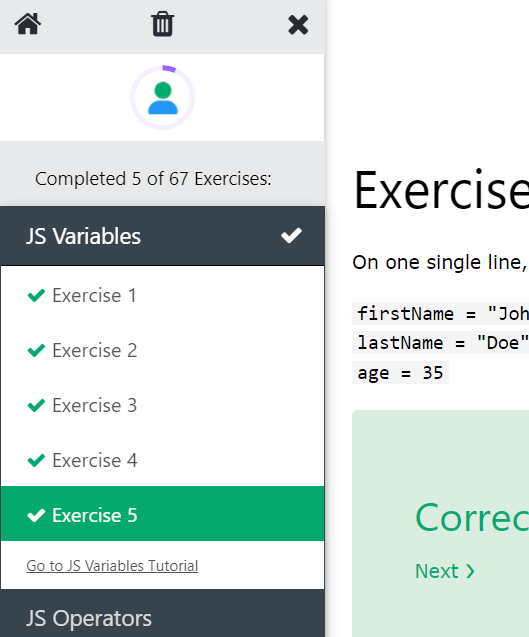 Completed 5 of 67 Exercises:
JS Variables
Exercise 1
Exercise 2
Exercise 3
Exercise 4
Exercise 5
Go to JS Variables Tutorial
JS Operators
Exercise
On one single line,
firstName = "Joh
lastName = "Doe"
age = 35
Correc
Next ❯